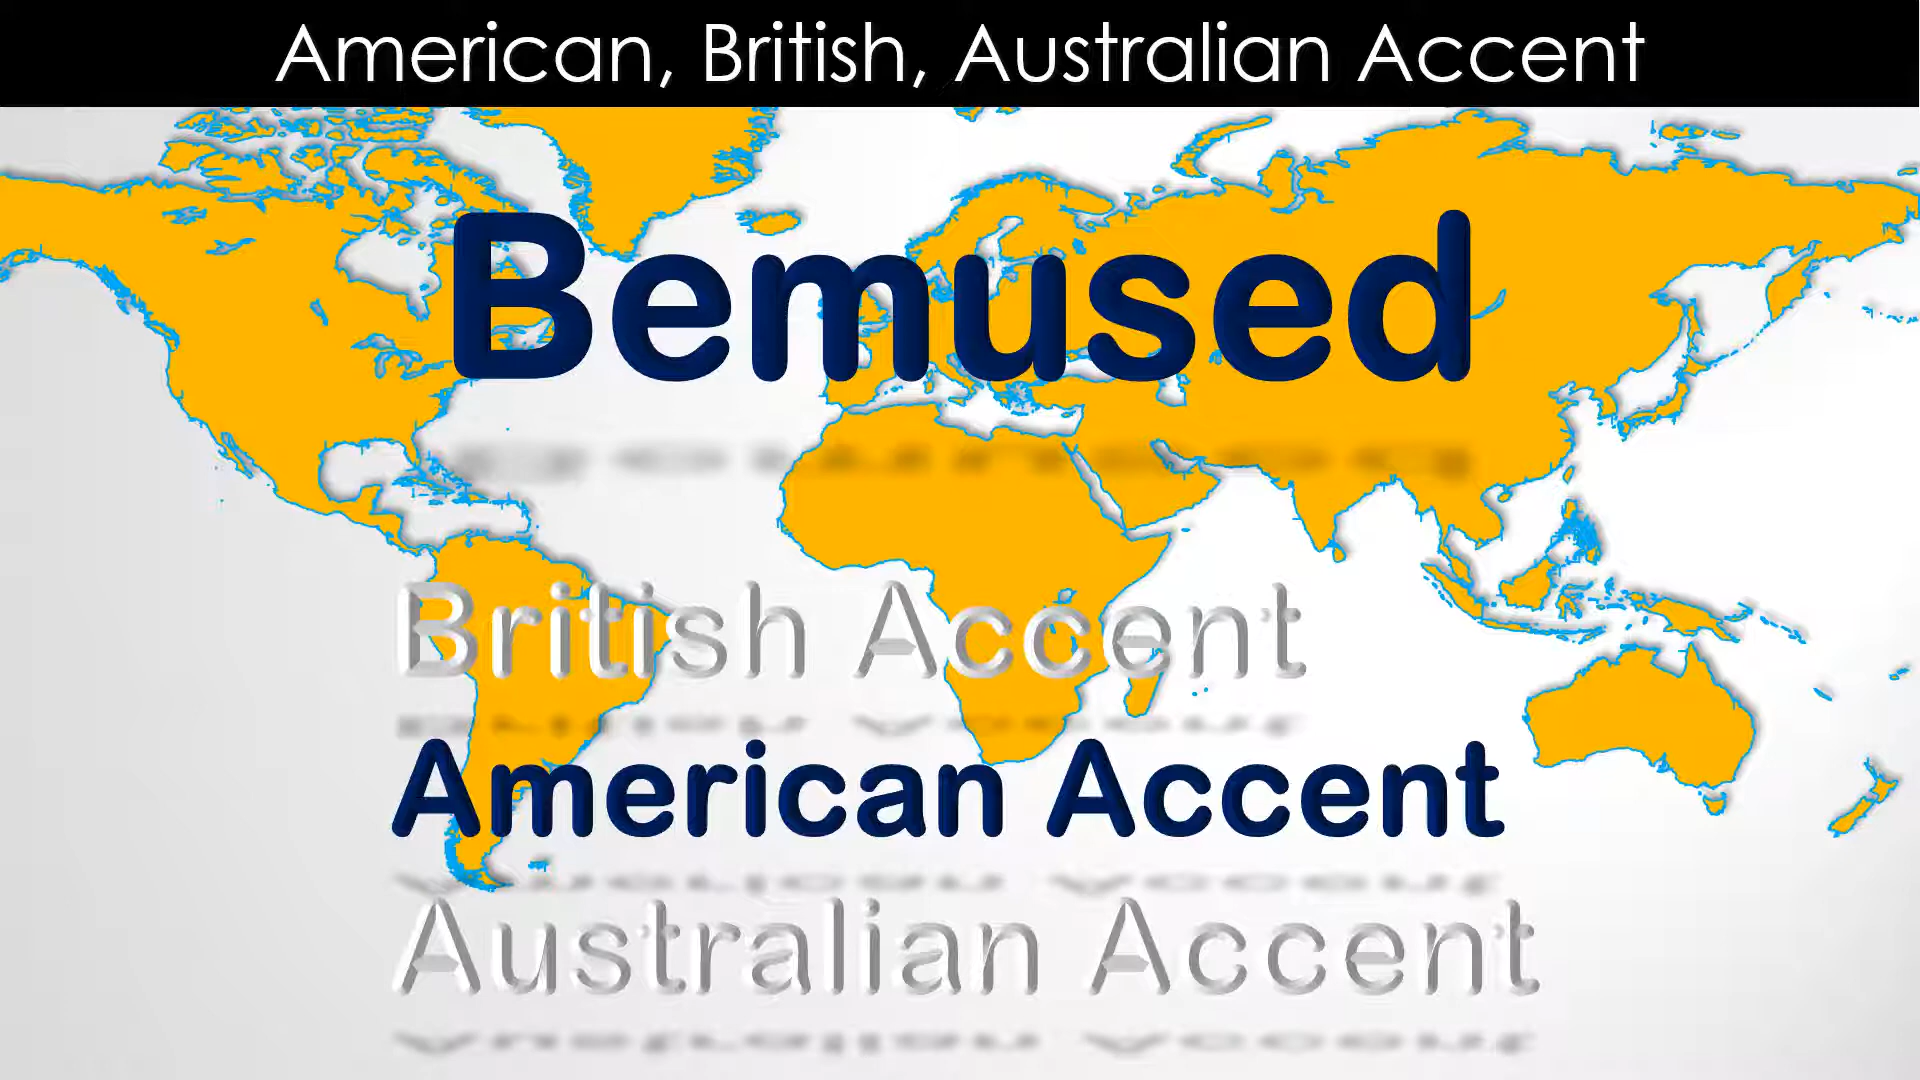 American, British, Australian Accent
Bemused
British Accent
American Accent
Australian Accent